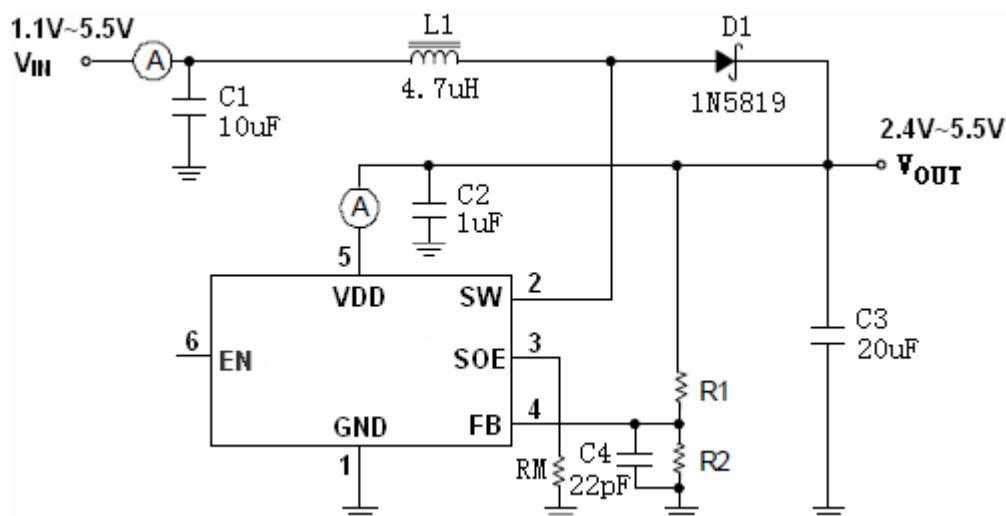 1.1V~5.5V
VIN
A
C1
10uF
L1
4.7uH
D1
1N5819
2.4V~5.5V
VOUT
A
C2
1uF
5
VDD
SW
2
6
EN
SOE
3
GND
FB
4
1
RM
C4
22pF
R1
R2
C3
20uF